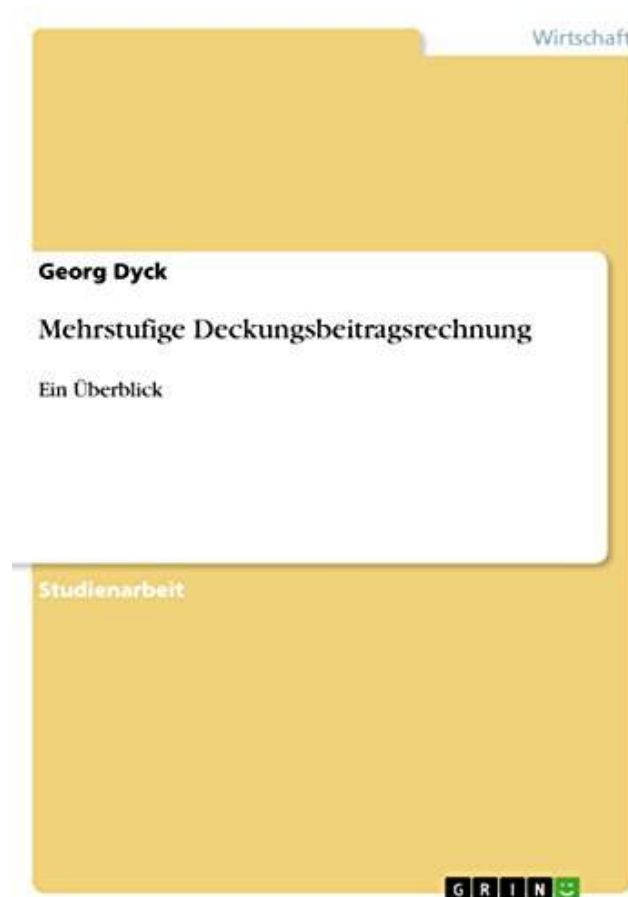 Wirtschaft
Georg Dyck
Mehrstufige Deckungsbeitragsrechnung
Ein Überblick
Studienarbeit
GRIN